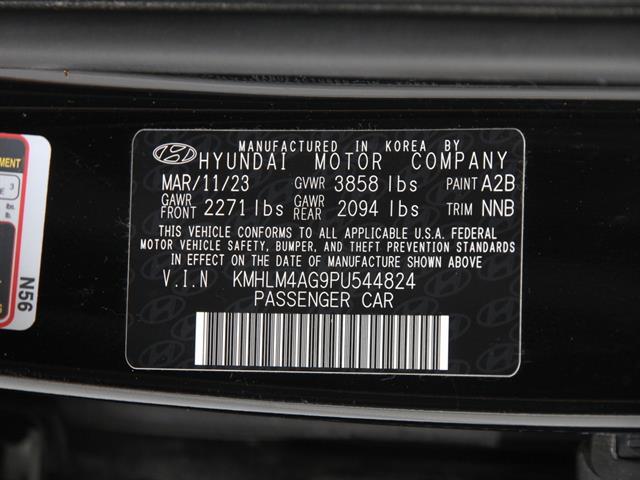 MANUFACTURED IN KOREA BY
HYUNDAI MOTOR COMPANY
MAR/11/23 GVWR 3858 lbs PAINT A2B
GAWR FRONT 2271 lbs GAWR REAR 2094 lbs TRIM NNB
THIS VEHICLE CONFORMS TO ALL APPLICABLE U.S.A. FEDERAL
MOTOR VEHICLE SAFETY, BUMPER, AND THEFT PREVENTION STANDARDS
IN EFFECT ON THE DATE OF MANUFACTURE SHOWN ABOVE
V.I.N KMHLM4AG9PU544824
PASSENGER CAR
N56